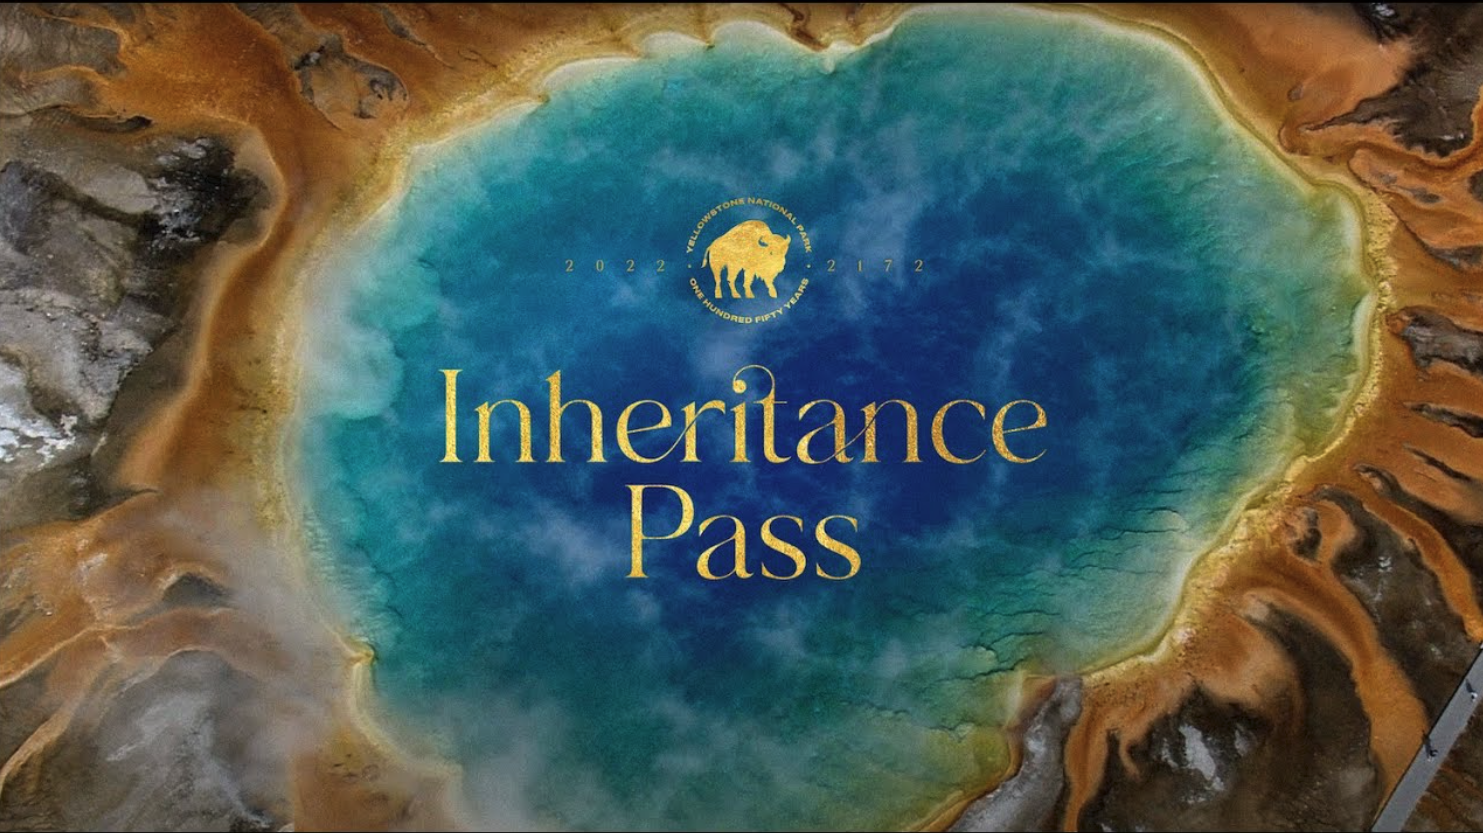 YELLOWSTONE NATIONAL PARK
2022 · 2172
ONE HUNDRED FIFTY YEARS
Inheritance
Pass